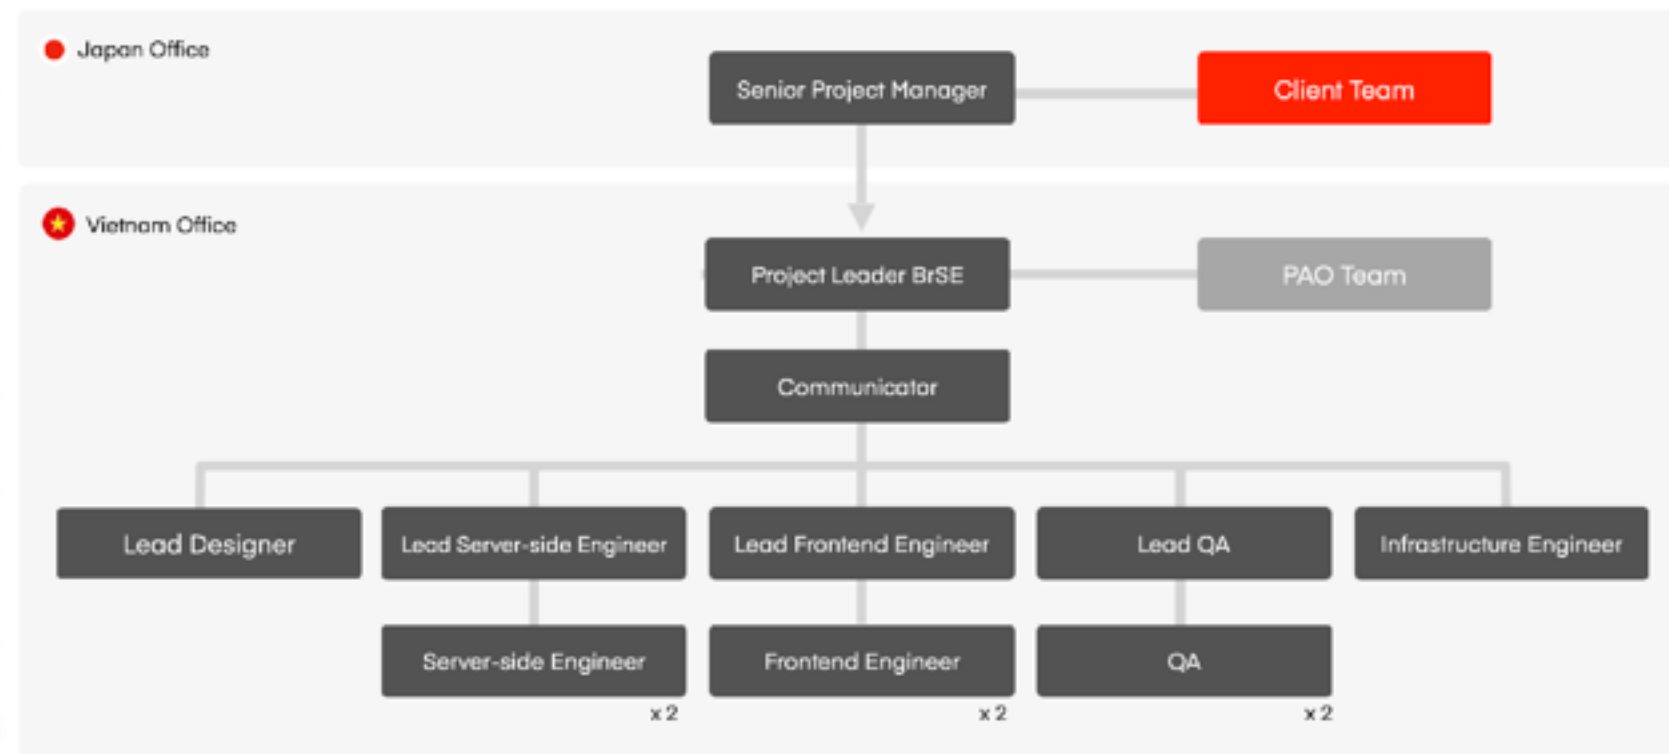 Japan Office
Senior Project Manager
Client Team
Vietnam Office
Project Leader BrSE
PAO Team
Communicator
Lead Designer
Lead Server-side Engineer
Lead Frontend Engineer
Lead QA
Infrastructure Engineer
Server-side Engineer
Frontend Engineer
QA
x 2
x 2
x 2